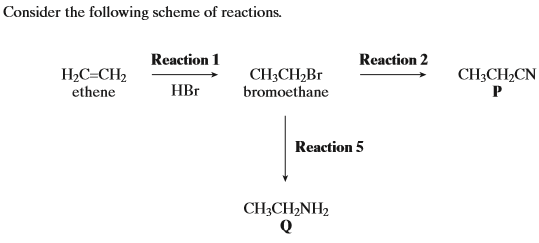 Consider the following scheme of reactions.
Reaction 1
Reaction 2
H₂C=CH₂
CH₃CH₂Br
CH₃CH₂CN
ethene
HBr
bromoethane
P
Reaction 5
CH₃CH₂NH₂
Q